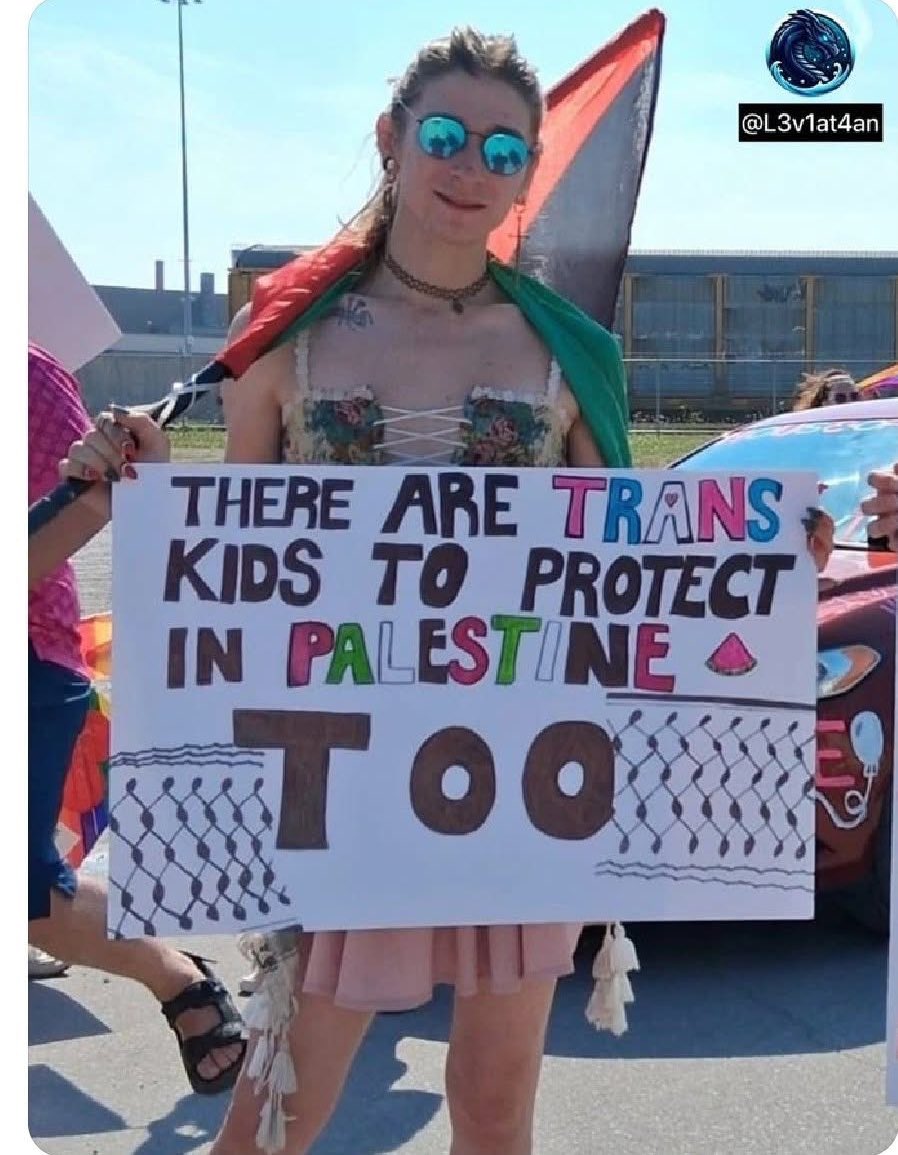 @L3v1at4an
THERE ARE TRANS
KIDS TO PROTECT
IN PALESTINE
TOO